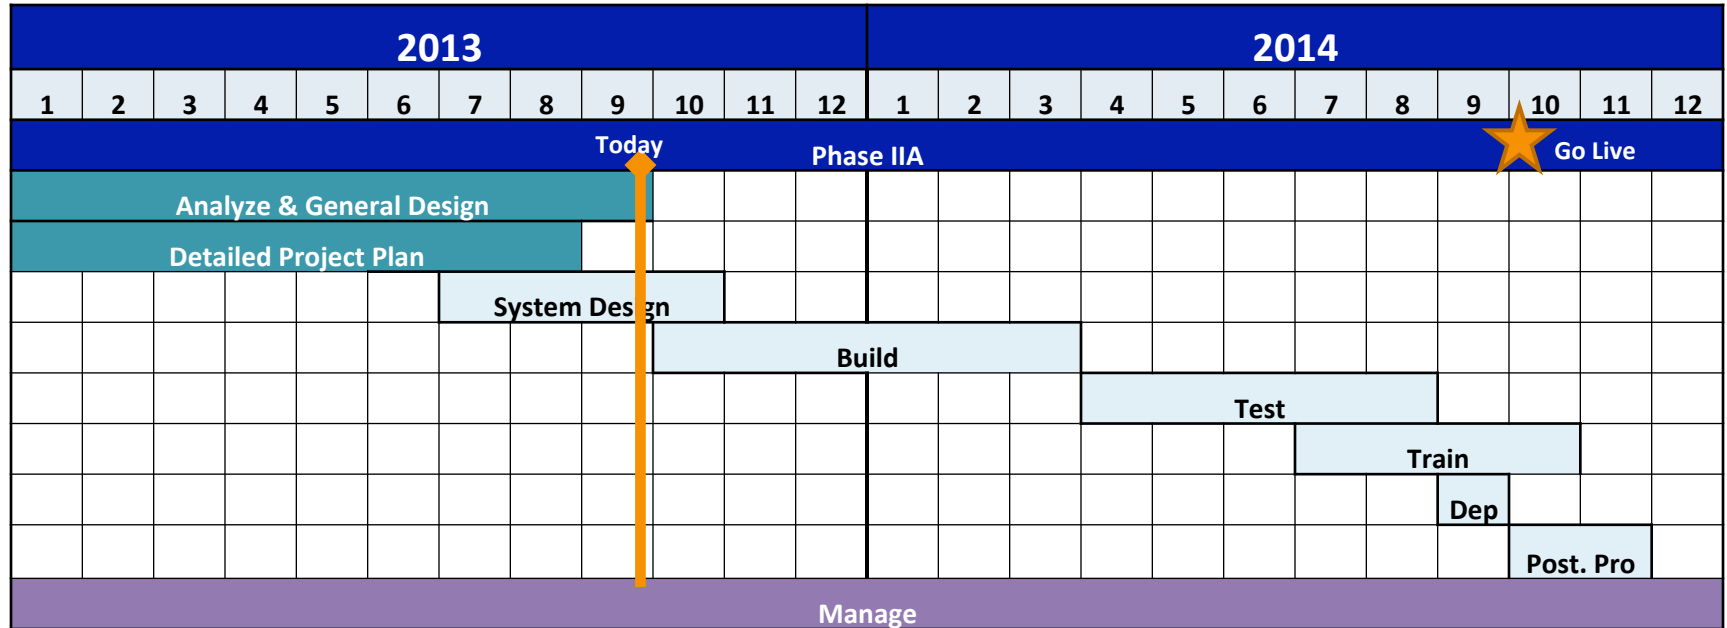 2013 2014
1 2 3 4 5 6 7 8 9 10 11 12 1 2 3 4 5 6 7 8 9 10 11 12
Today Phase IIA Go Live
Analyze & General Design
Detailed Project Plan
System Design
Build
Test
Train
Dep
Post. Pro
Manage